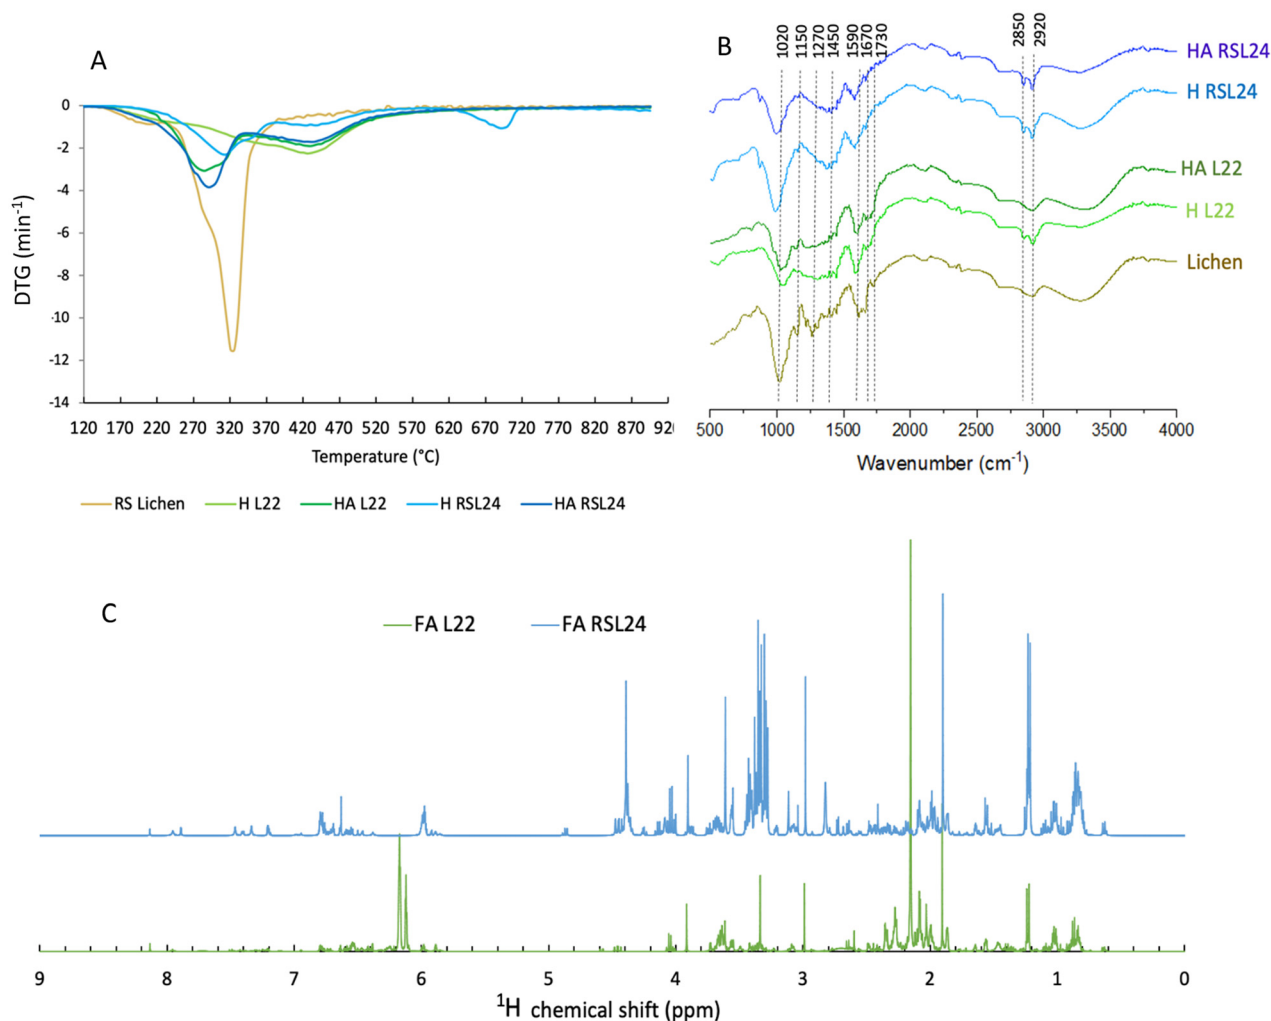 A
0
-2
-4
-6
-8
-10
-12
-14
DTG (min-1)
120 170 220 270 320 370 420 470 520 570 620 670 720 770 820 870 92
Temperature (°C)
RS Lichen H L22 HA L22 H RSL24 HA RSL24
B
1020 1150 1270 1450 1590 1670 1730 2850 2920
HA RSL24
H RSL24
HA L22
H L22
Lichen
500 1000 1500 2000 2500 3000 3500 4000
Wavenumber (cm-1)
C
FA L22 FA RSL24
9 8 7 6 5 4 3 2 1 0
1H chemical shift (ppm)